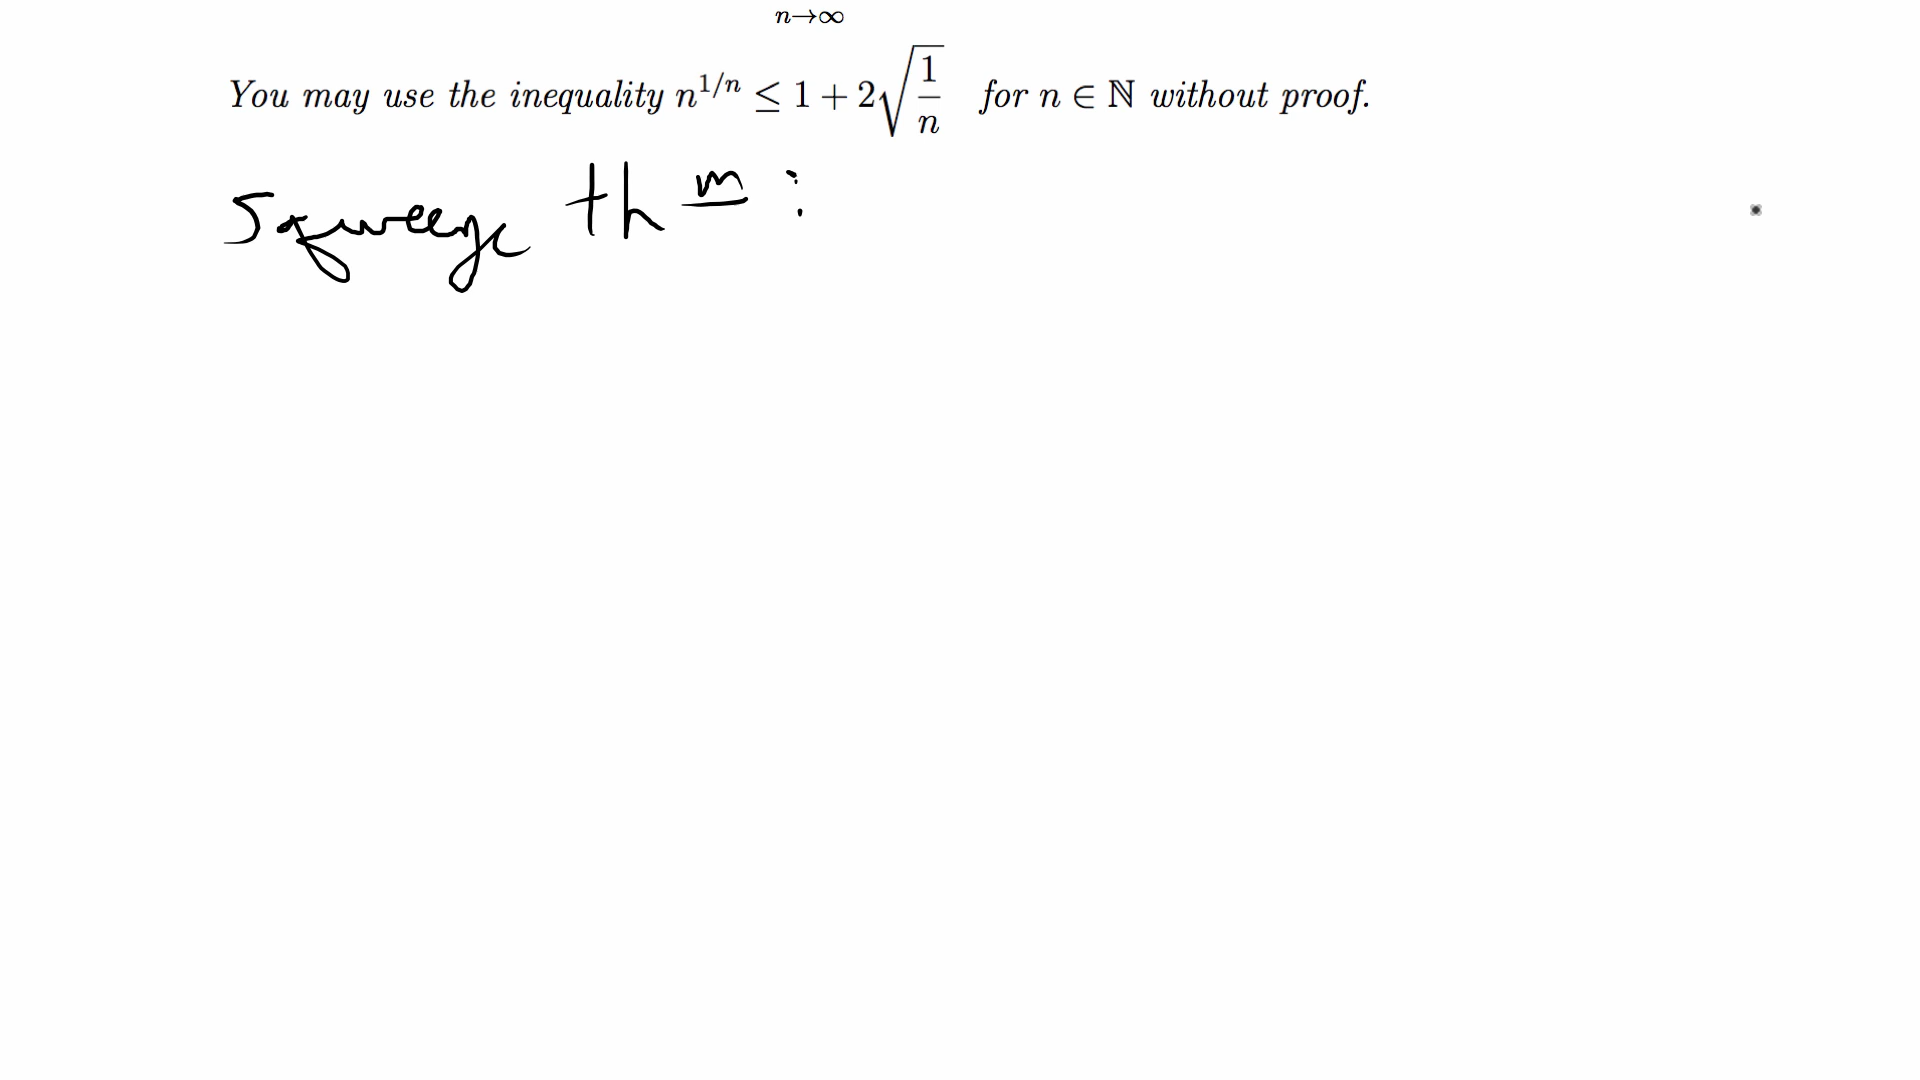 n→∞
You may use the inequality n^{1/n} ≤ 1 + 2√(1/n) for n ∈ ℕ without proof.
Squeeze th^m :